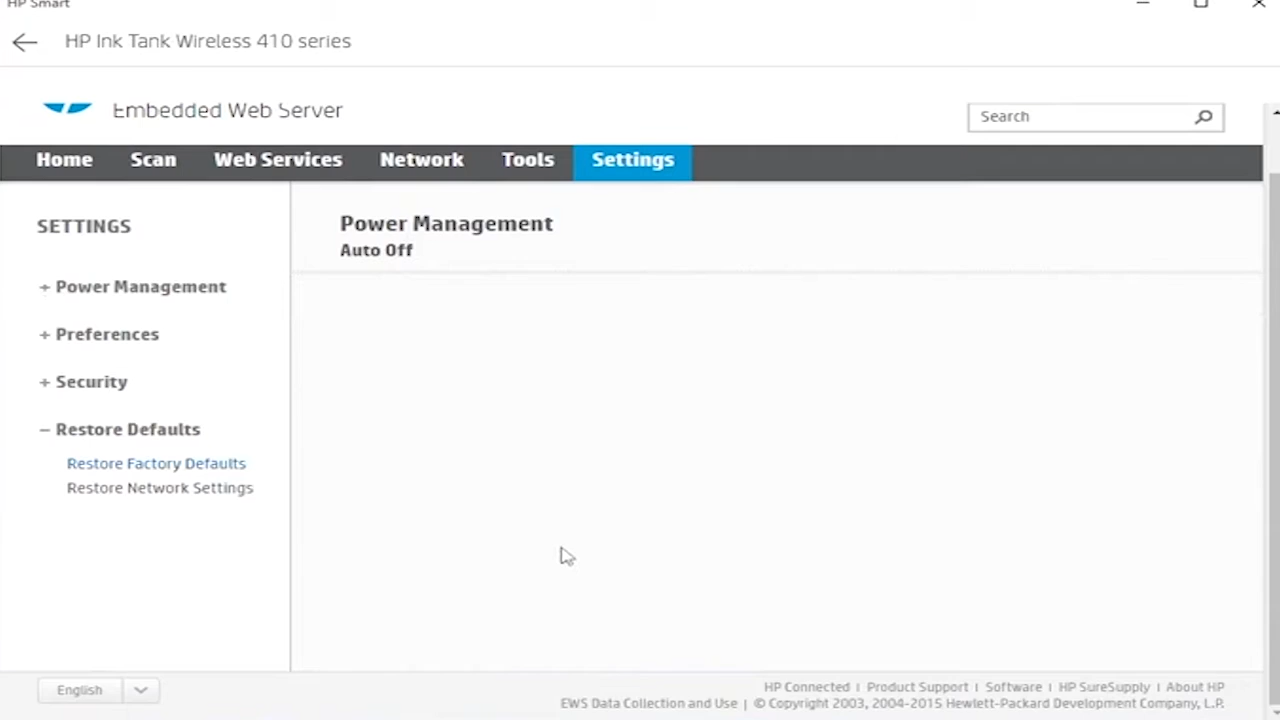 HP Smart
HP Ink Tank Wireless 410 series
Embedded Web Server
Search
Home Scan Web Services Network Tools Settings
SETTINGS
+ Power Management
+ Preferences
+ Security
– Restore Defaults
Restore Factory Defaults
Restore Network Settings
Power Management
Auto Off
English
HP Connected | Product Support | Software | HP SureSupply | About HP
EWS Data Collection and Use | © Copyright 2003, 2004-2015 Hewlett-Packard Development Company, L.P.